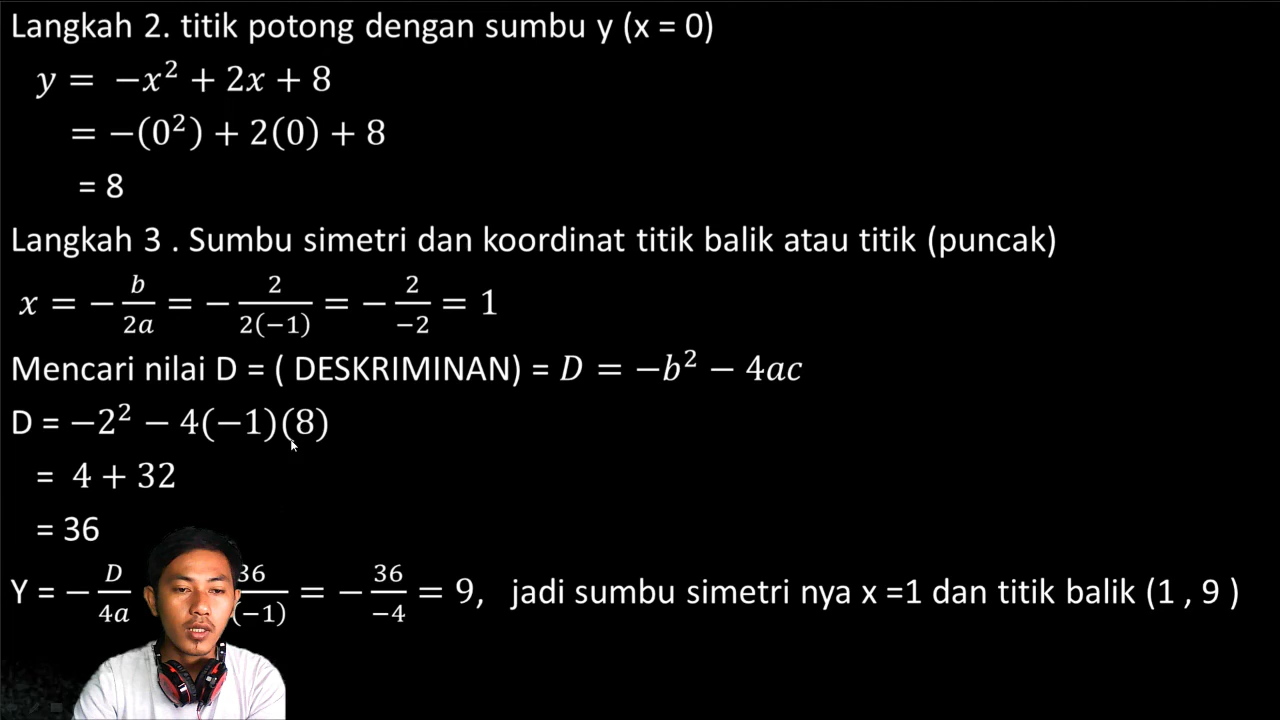 Langkah 2. titik potong dengan sumbu y (x = 0)
y = −x² + 2x + 8
= −(0²) + 2(0) + 8
= 8
Langkah 3 . Sumbu simetri dan koordinat titik balik atau titik (puncak)
x = −b/2a = −2/2(−1) = −2/−2 = 1
Mencari nilai D = ( DESKRIMINAN) = D = −b² − 4ac
D = −2² − 4(−1)(8)
= 4 + 32
= 36
Y = −D/4a 36/(−1) = −36/−4 = 9, jadi sumbu simetri nya x =1 dan titik balik (1 , 9 )